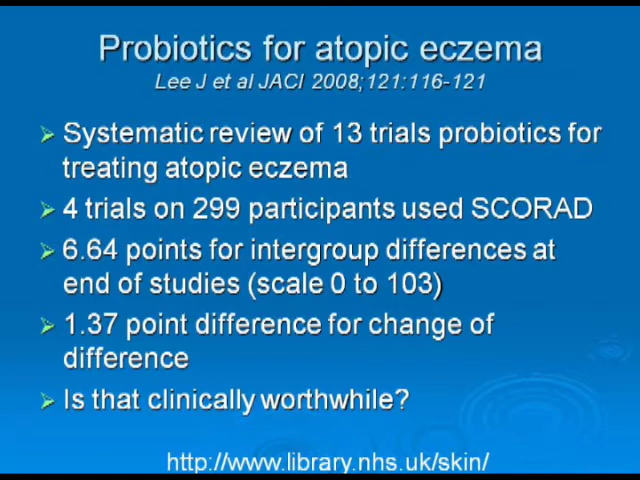 Probiotics for atopic eczema
Lee J et al JACI 2008;121:116-121
Systematic review of 13 trials probiotics for
treating atopic eczema
4 trials on 299 participants used SCORAD
6.64 points for intergroup differences at
end of studies (scale 0 to 103)
1.37 point difference for change of
difference
Is that clinically worthwhile?
http://www.library.nhs.uk/skin/